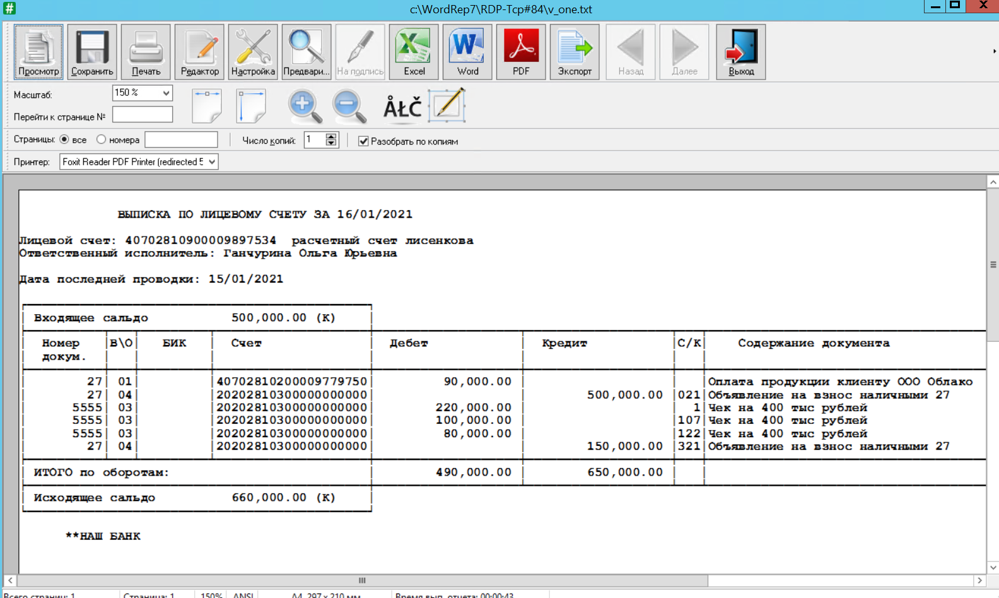 c:\WordRep7\RDP-Tcp#84\v_one.txt
Просмотр Сохранить Печать Редактор Настройка Предвари... На подпись Excel Word PDF Экспорт Назад Далее Выход
Масштаб: 150 %
ÅŁČ
Перейти к странице №
Страницы: все номера Число копий: 1 Разобрать по копиям
Принтер: Foxit Reader PDF Printer (redirected 5
ВЫПИСКА ПО ЛИЦЕВОМУ СЧЕТУ ЗА 16/01/2021
Лицевой счет: 40702810900009897534 расчетный счет лисенкова
Ответственный исполнитель: Ганчурина Ольга Юрьевна
Дата последней проводки: 15/01/2021
Входящее сальдо 500,000.00 (К)
Номер В\О БИК Счет Дебет Кредит С/К Содержание документа
докум.
27 01 40702810200009779750 90,000.00 Оплата продукции клиенту ООО Облако
27 04 20202810300000000000 500,000.00 021 Объявление на взнос наличными 27
5555 03 20202810300000000000 220,000.00 1 Чек на 400 тыс рублей
5555 03 20202810300000000000 100,000.00 107 Чек на 400 тыс рублей
5555 03 20202810300000000000 80,000.00 122 Чек на 400 тыс рублей
27 04 20202810300000000000 150,000.00 321 Объявление на взнос наличными 27
ИТОГО по оборотам: 490,000.00 650,000.00
Исходящее сальдо 660,000.00 (К)
**НАШ БАНК
Всего страниц: 1 Страница: 1 150% ANSI A4, 297 x 210 мм Время вып. отчета: 00:00:43